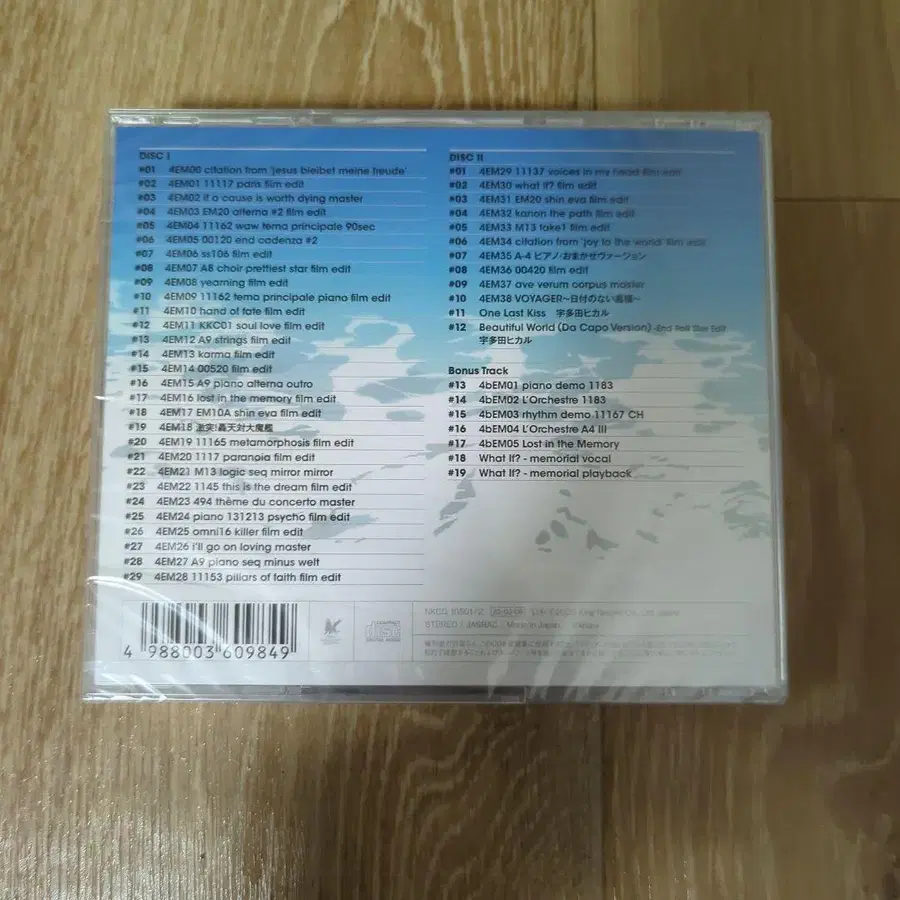 DISC I
#01 4EM00 citation from 'jesus bleibet meine freude'
#02 4EM01 11117 paris film edit
#03 4EM02 if a cause is worth dying master
#04 4EM03 EM20 alterna #2 film edit
#05 4EM04 11162 waw tema principale 90sec
#06 4EM05 00120 end cadenza #2
#07 4EM06 ss106 film edit
#08 4EM07 A8 choir prettiest star film edit
#09 4EM08 yearning film edit
#10 4EM09 11162 tema principale piano film edit
#11 4EM10 hand of fate film edit
#12 4EM11 KKC01 soul love film edit
#13 4EM12 A9 strings film edit
#14 4EM13 karma film edit
#15 4EM14 00520 film edit
#16 4EM15 A9 piano alterna outro
#17 4EM16 lost in the memory film edit
#18 4EM17 EM10A shin eva film edit
#19 4EM18 激突!轟天対大魔艦
#20 4EM19 11165 metamorphosis film edit
#21 4EM20 1117 paranoia film edit
#22 4EM21 M13 logic seq mirror mirror
#23 4EM22 1145 this is the dream film edit
#24 4EM23 494 thème du concerto master
#25 4EM24 piano 131213 psycho film edit
#26 4EM25 omni16 killer film edit
#27 4EM26 i'll go on loving master
#28 4EM27 A9 piano seq minus welt
#29 4EM28 11153 pillars of faith film edit
DISC II
#01 4EM29 11137 voices in my head film edit
#02 4EM30 what if? film edit
#03 4EM31 EM20 shin eva film edit
#04 4EM32 kanon the path film edit
#05 4EM33 M13 take1 film edit
#06 4EM34 citation from 'joy to the world' film edit
#07 4EM35 A-4 ピアノ・おまかせヴァージョン
#08 4EM36 00420 film edit
#09 4EM37 ave verum corpus master
#10 4EM38 VOYAGER〜日付のない墓標〜
#11 One Last Kiss 宇多田ヒカル
#12 Beautiful World (Da Capo Version) -End Roll Size Edit
宇多田ヒカル
Bonus Track
#13 4bEM01 piano demo 1183
#14 4bEM02 L'Orchestre 1183
#15 4bEM03 rhythm demo 11167 CH
#16 4bEM04 L'Orchestre A4 III
#17 4bEM05 Lost in the Memory
#18 What If? - memorial vocal
#19 What If? - memorial playback
4 988003 609849
disc
STEREO / JASRAC / Made in Japan